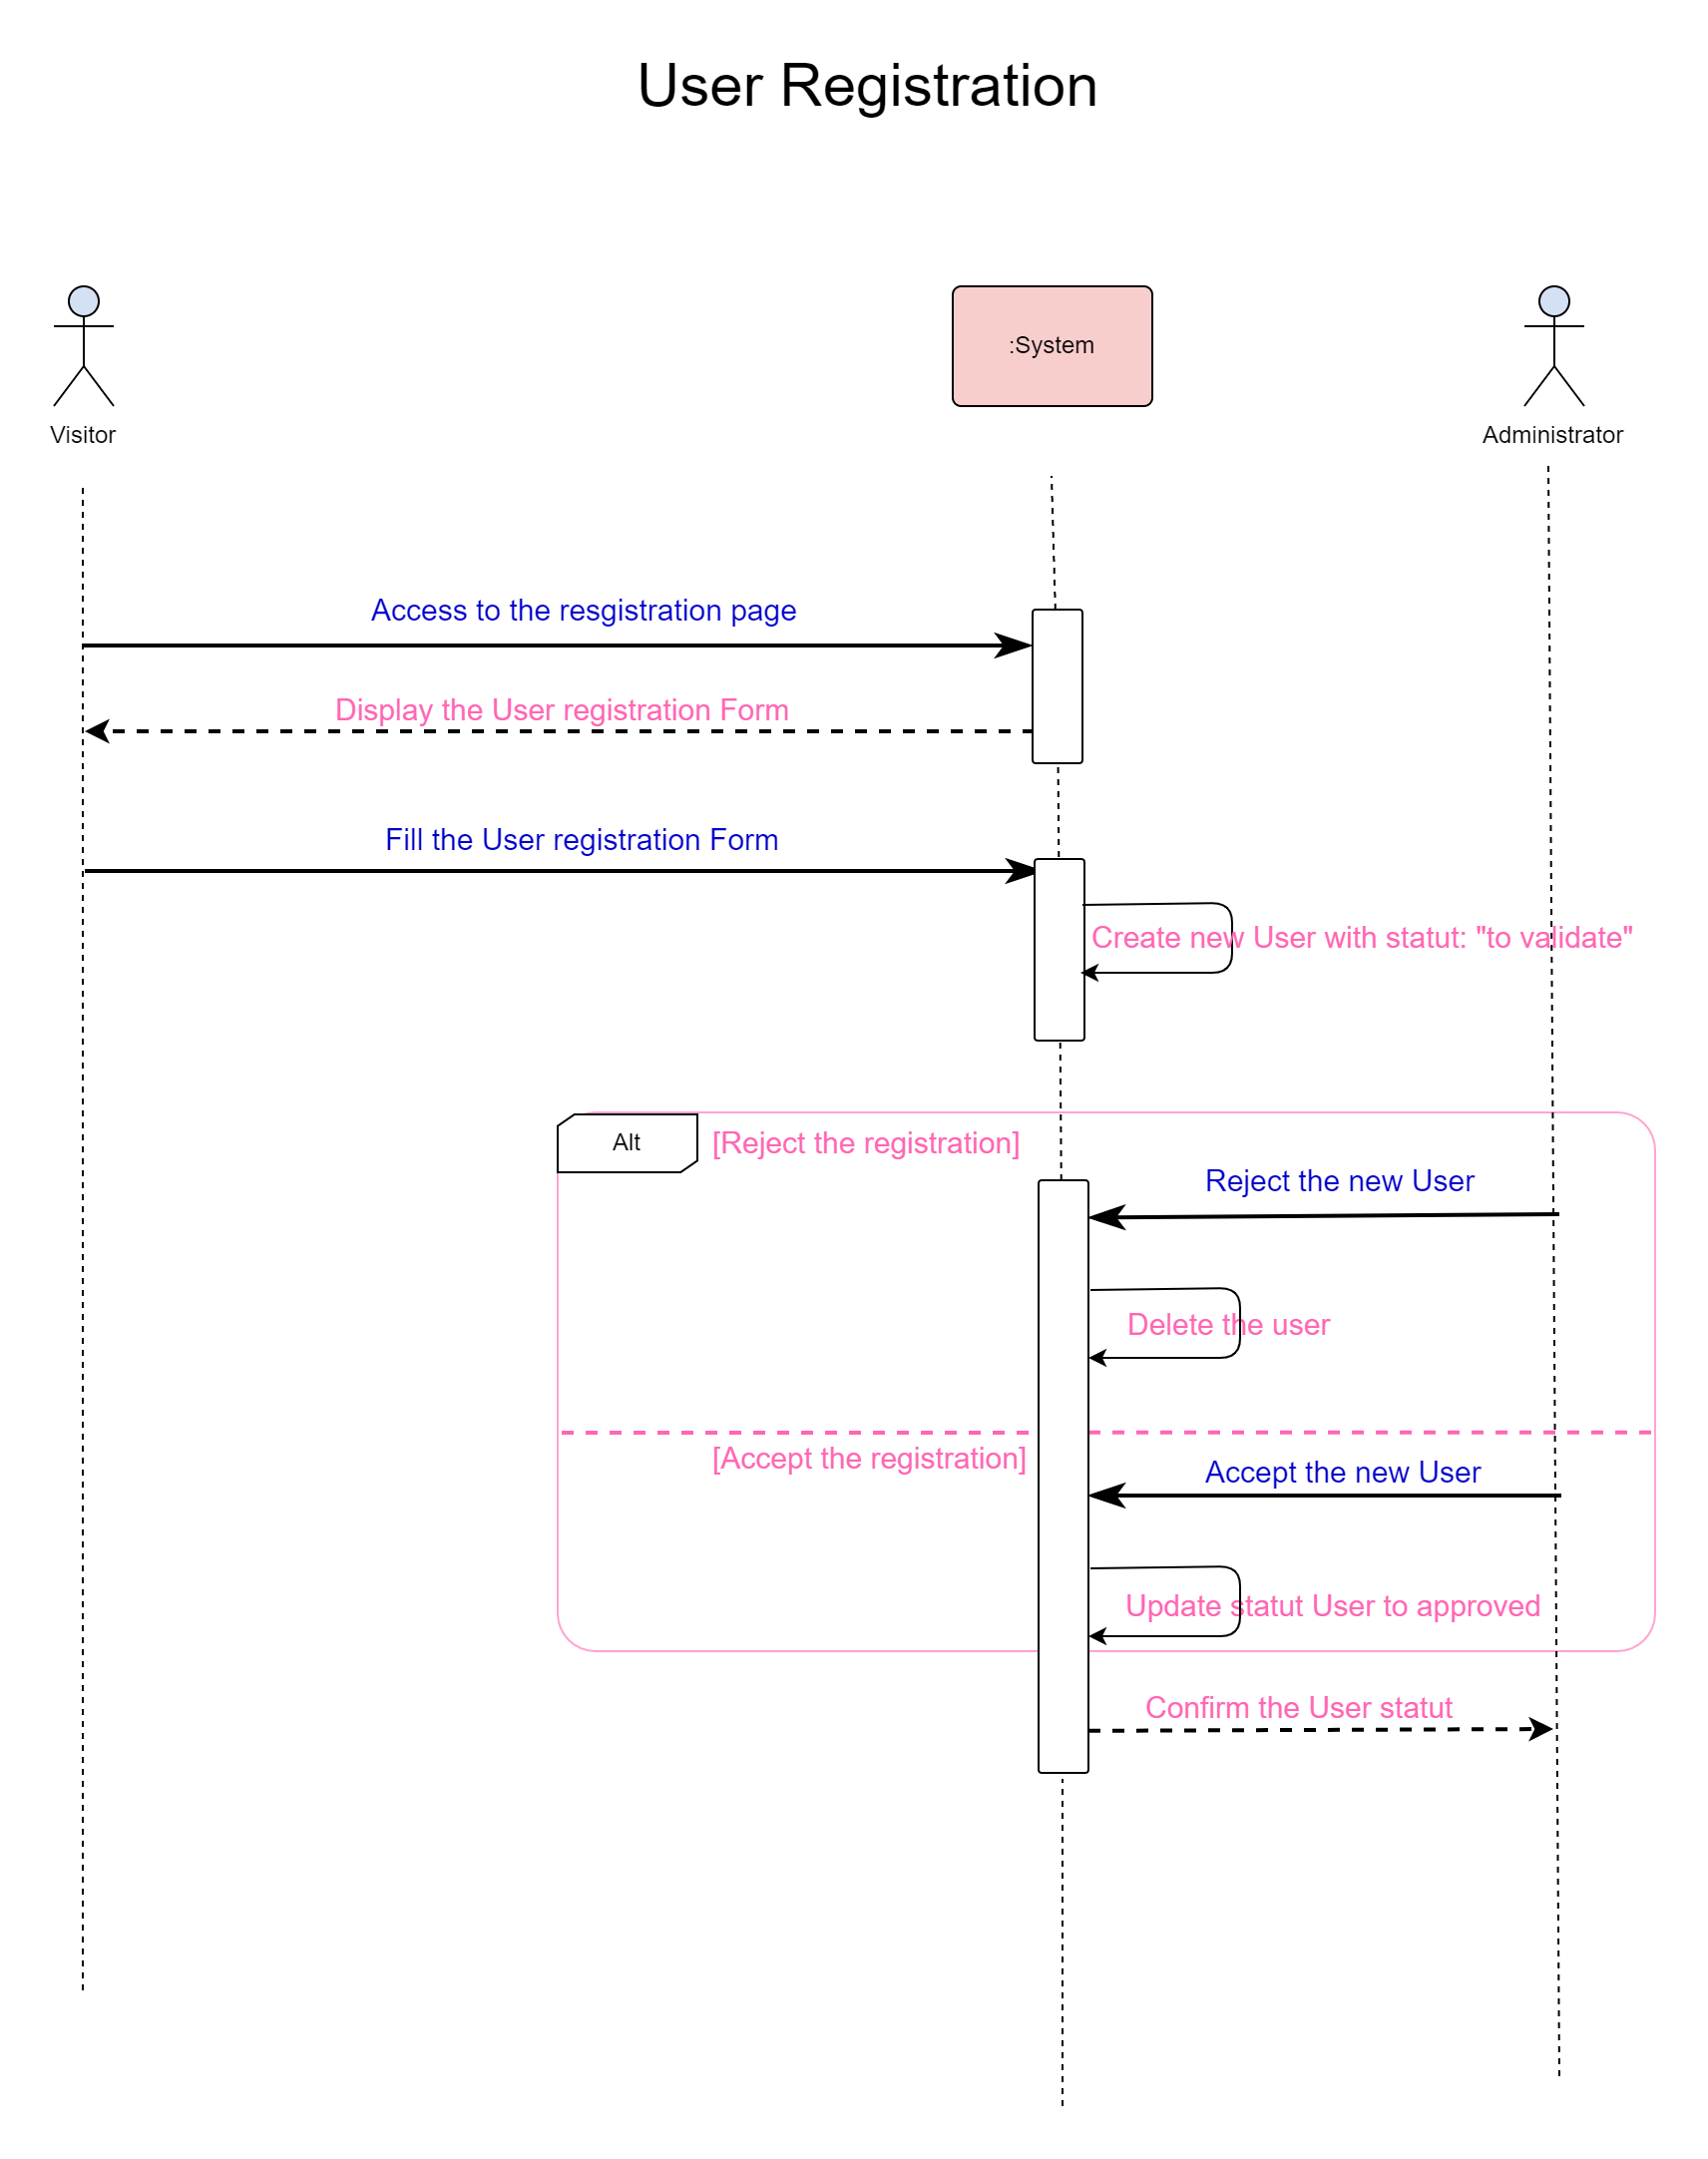 User Registration
Visitor
:System
Administrator
Access to the resgistration page
Display the User registration Form
Fill the User registration Form
Create new User with statut: "to validate"
Alt
[Reject the registration]
Reject the new User
Delete the user
[Accept the registration]
Accept the new User
Update statut User to approved
Confirm the User statut